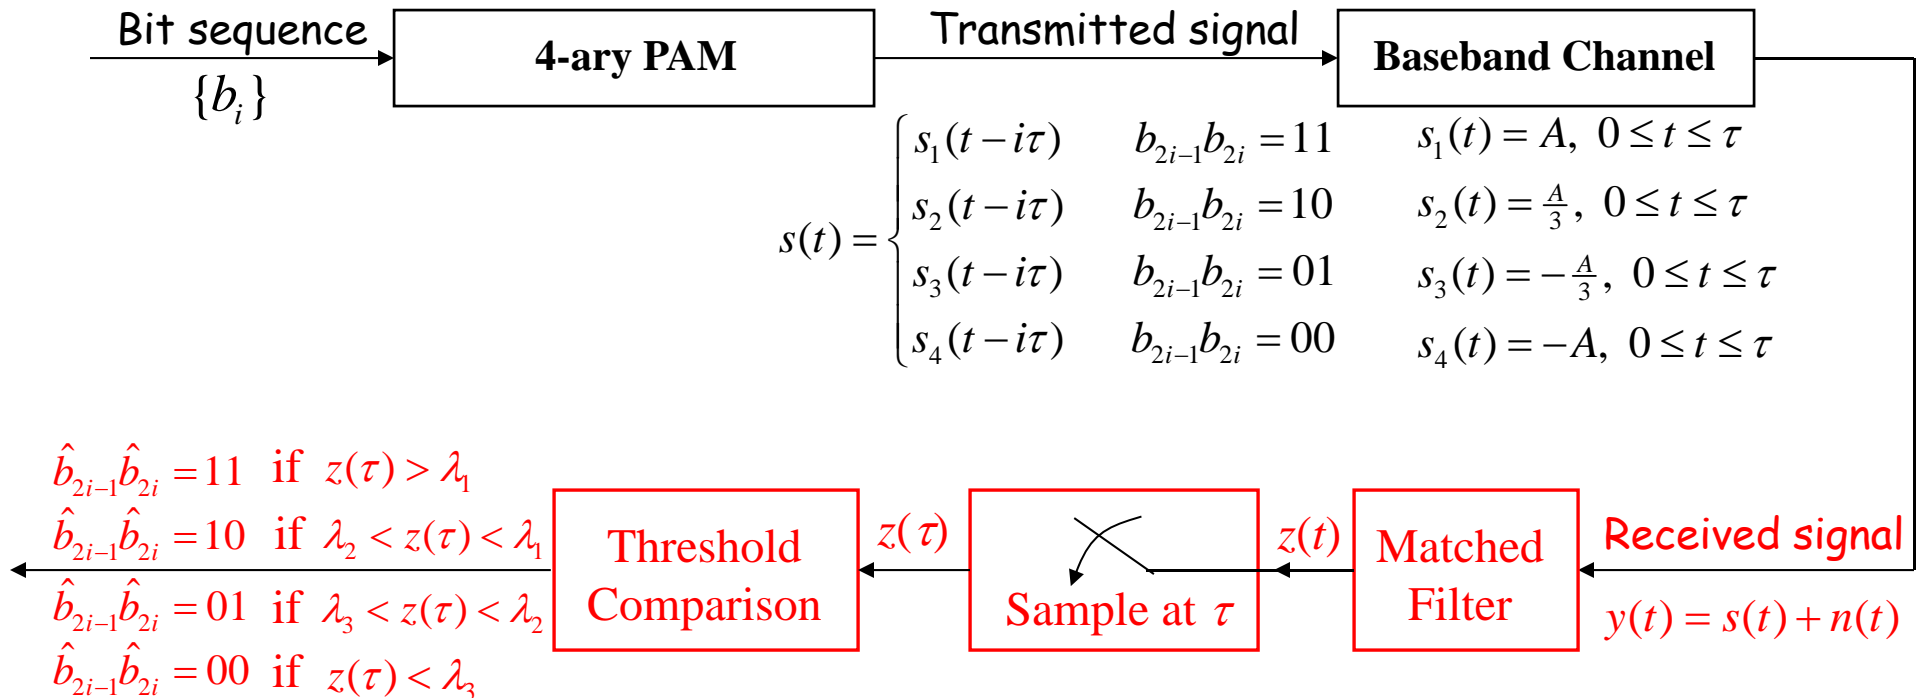 Bit sequence
{b_i}
4-ary PAM
Transmitted signal
Baseband Channel
s(t) = { s_1(t − iτ)  b_{2i−1}b_{2i} = 11  s_1(t) = A, 0 ≤ t ≤ τ
s_2(t − iτ)  b_{2i−1}b_{2i} = 10  s_2(t) = A/3, 0 ≤ t ≤ τ
s_3(t − iτ)  b_{2i−1}b_{2i} = 01  s_3(t) = −A/3, 0 ≤ t ≤ τ
s_4(t − iτ)  b_{2i−1}b_{2i} = 00  s_4(t) = −A, 0 ≤ t ≤ τ
Received signal
y(t) = s(t) + n(t)
Matched
Filter
z(t)
Sample at τ
z(τ)
Threshold
Comparison
b̂_{2i−1}b̂_{2i} = 11 if z(τ) > λ_1
b̂_{2i−1}b̂_{2i} = 10 if λ_2 < z(τ) < λ_1
b̂_{2i−1}b̂_{2i} = 01 if λ_3 < z(τ) < λ_2
b̂_{2i−1}b̂_{2i} = 00 if z(τ) < λ_3